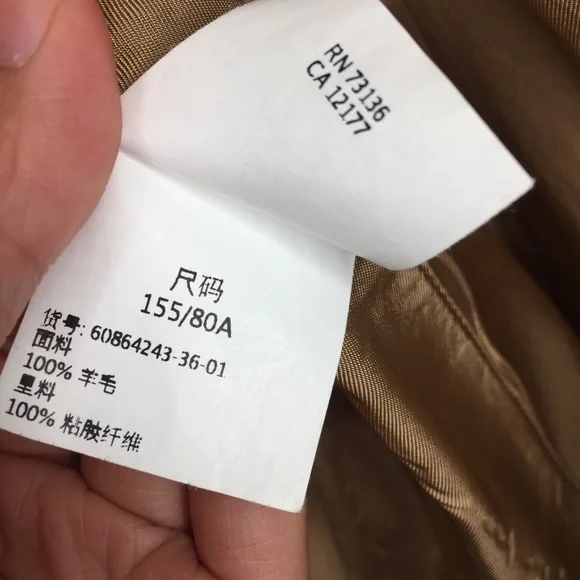 RN 73136
CA 12177
尺码
155/80A
货号: 60864243-36-01
面料
100% 羊毛
里料
100% 粘胶纤维